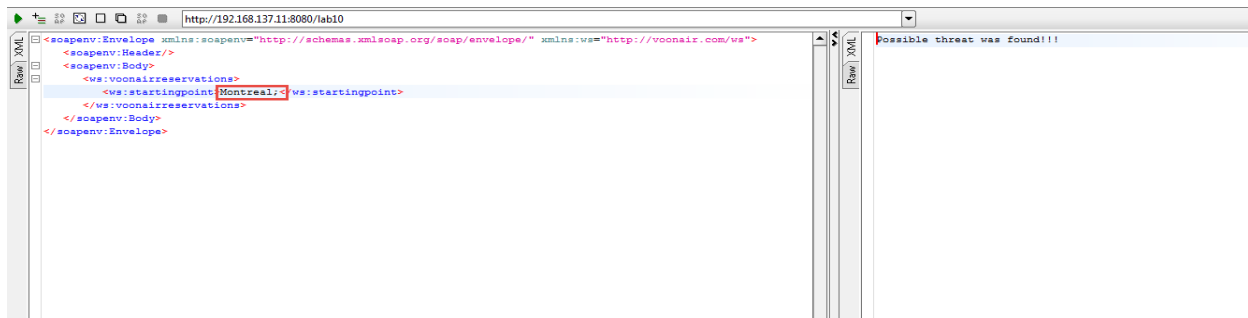 http://192.168.137.11:8080/lab10
XML
Raw
<soapenv:Envelope xmlns:soapenv="http://schemas.xmlsoap.org/soap/envelope/" xmlns:ws="http://voonair.com/ws">
<soapenv:Header/>
<soapenv:Body>
<ws:voonairreservations>
<ws:startingpoint>Montreal;</ws:startingpoint>
</ws:voonairreservations>
</soapenv:Body>
</soapenv:Envelope>
XML
Raw
Possible threat was found!!!